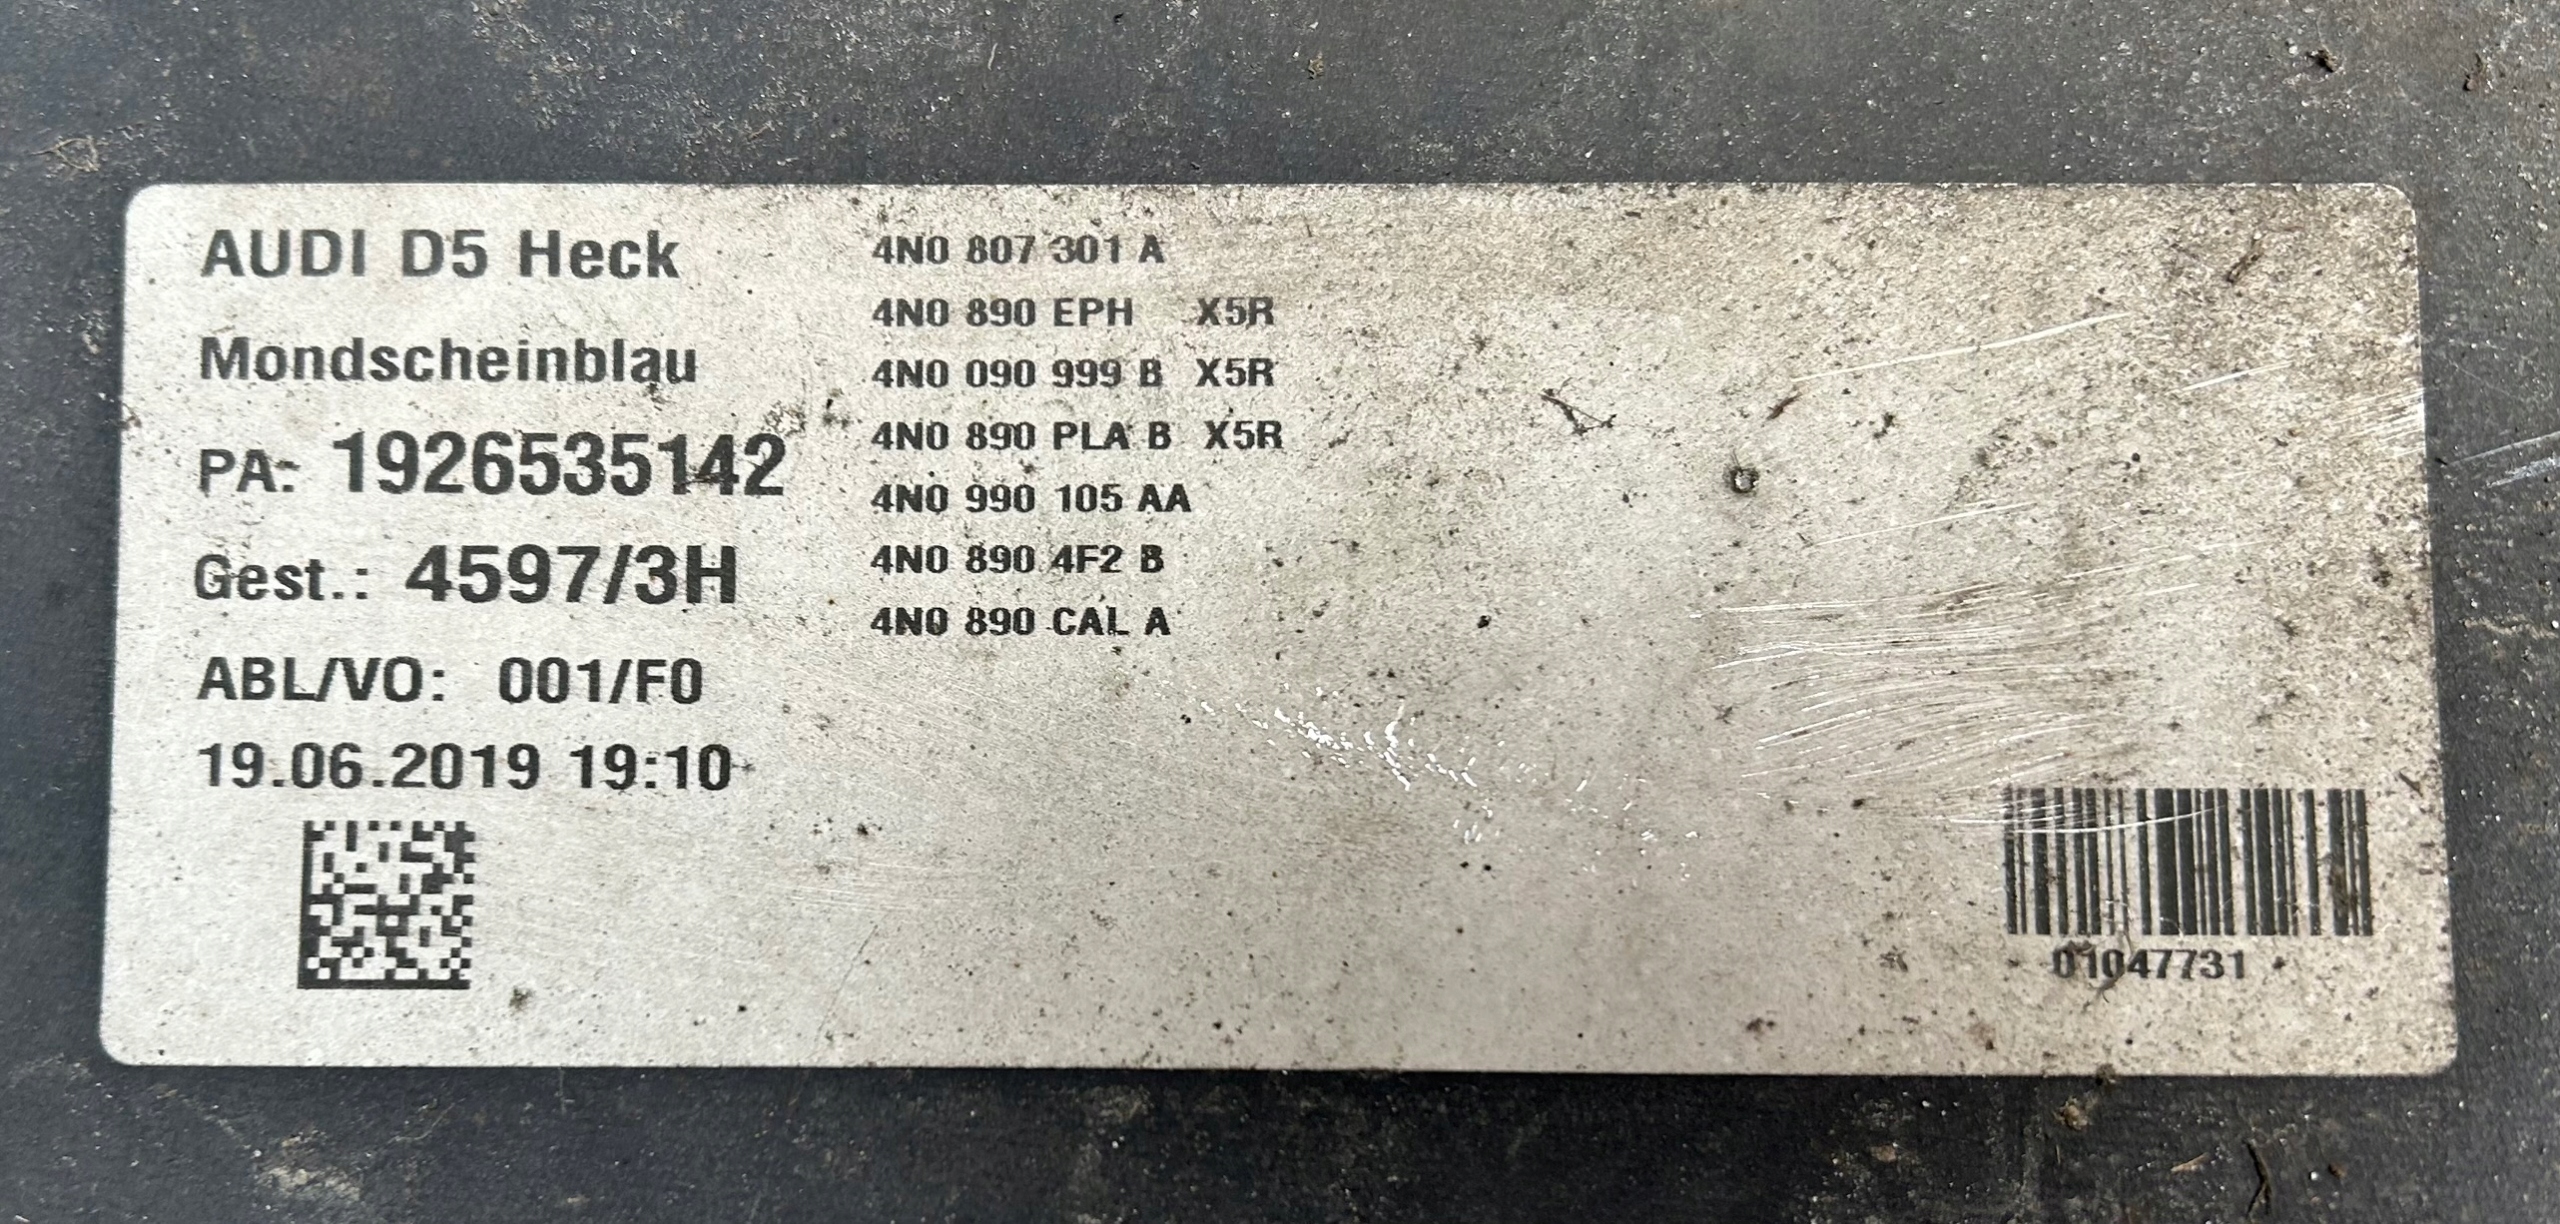 AUDI D5 Heck
Mondscheinblau
PA: 1926535142
Gest.: 4597/3H
ABL/VO: 001/F0
19.06.2019 19:10
4N0 807 301 A
4N0 890 EPH X5R
4N0 090 999 B X5R
4N0 890 PLA B X5R
4N0 990 105 AA
4N0 890 4F2 B
4N0 890 CAL A
01047731